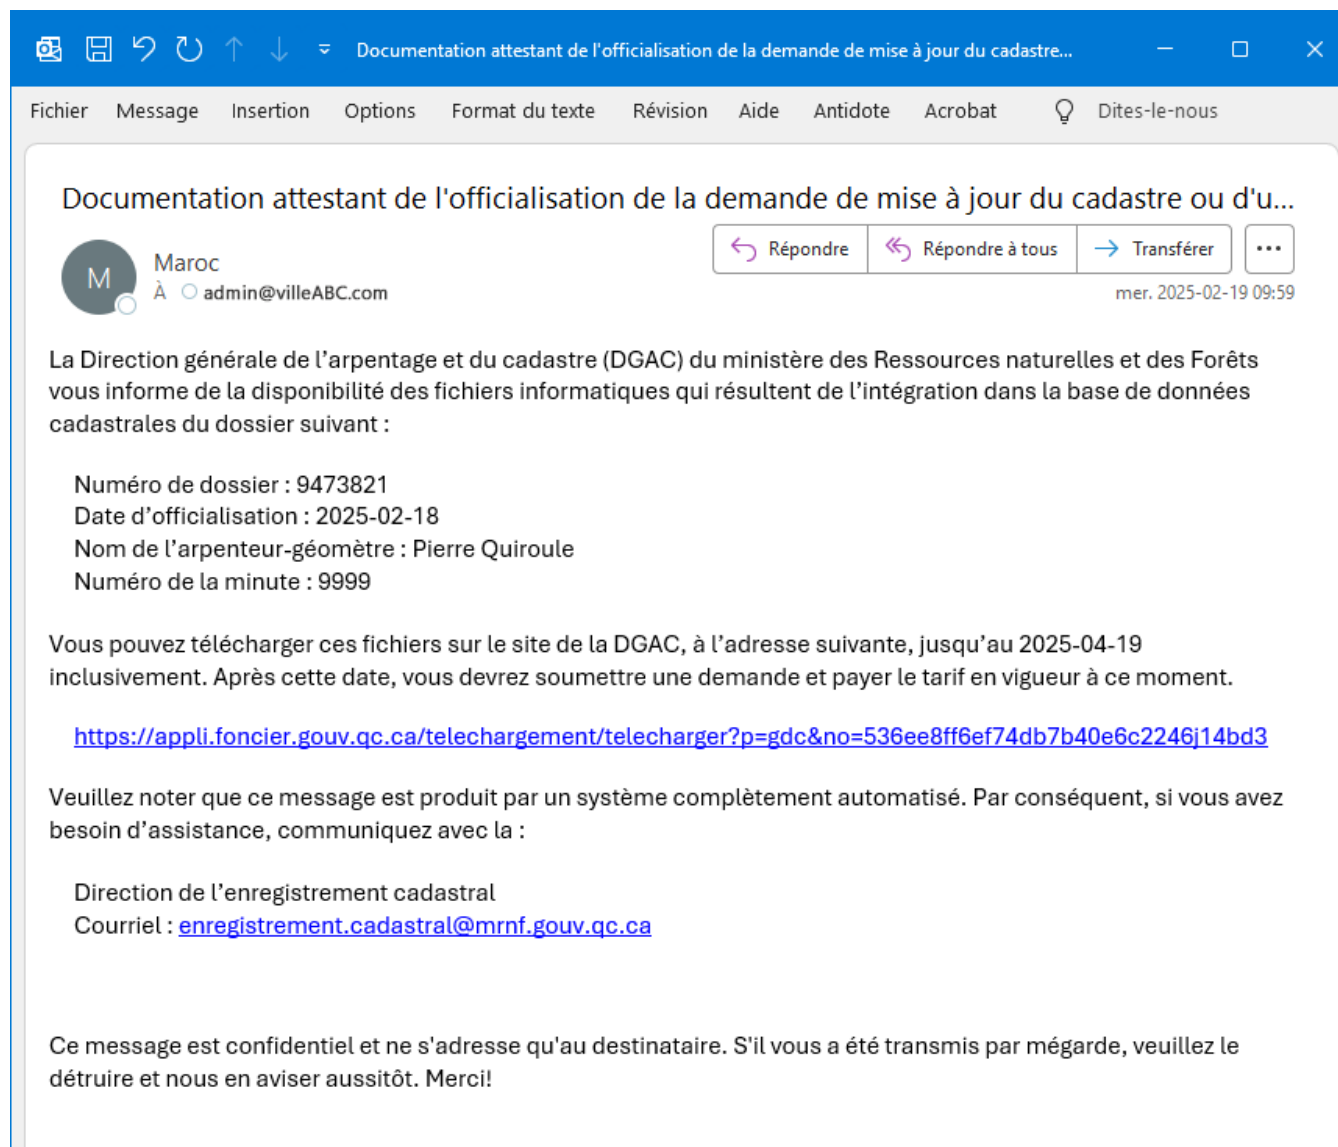 Documentation attestant de l'officialisation de la demande de mise à jour du cadastre...
Fichier Message Insertion Options Format du texte Révision Aide Antidote Acrobat Dites-le-nous
Documentation attestant de l'officialisation de la demande de mise à jour du cadastre ou d'u...
Répondre Répondre à tous Transférer
M
Maroc
À admin@villeABC.com
mer. 2025-02-19 09:59
La Direction générale de l’arpentage et du cadastre (DGAC) du ministère des Ressources naturelles et des Forêts
vous informe de la disponibilité des fichiers informatiques qui résultent de l’intégration dans la base de données
cadastrales du dossier suivant :
Numéro de dossier : 9473821
Date d’officialisation : 2025-02-18
Nom de l’arpenteur-géomètre : Pierre Quiroule
Numéro de la minute : 9999
Vous pouvez télécharger ces fichiers sur le site de la DGAC, à l’adresse suivante, jusqu’au 2025-04-19
inclusivement. Après cette date, vous devrez soumettre une demande et payer le tarif en vigueur à ce moment.
https://appli.foncier.gouv.qc.ca/telechargement/telecharger?p=gdc&no=536ee8ff6ef74db7b40e6c2246j14bd3
Veuillez noter que ce message est produit par un système complètement automatisé. Par conséquent, si vous avez
besoin d’assistance, communiquez avec la :
Direction de l’enregistrement cadastral
Courriel : enregistrement.cadastral@mrnf.gouv.qc.ca
Ce message est confidentiel et ne s'adresse qu'au destinataire. S'il vous a été transmis par mégarde, veuillez le
détruire et nous en aviser aussitôt. Merci!